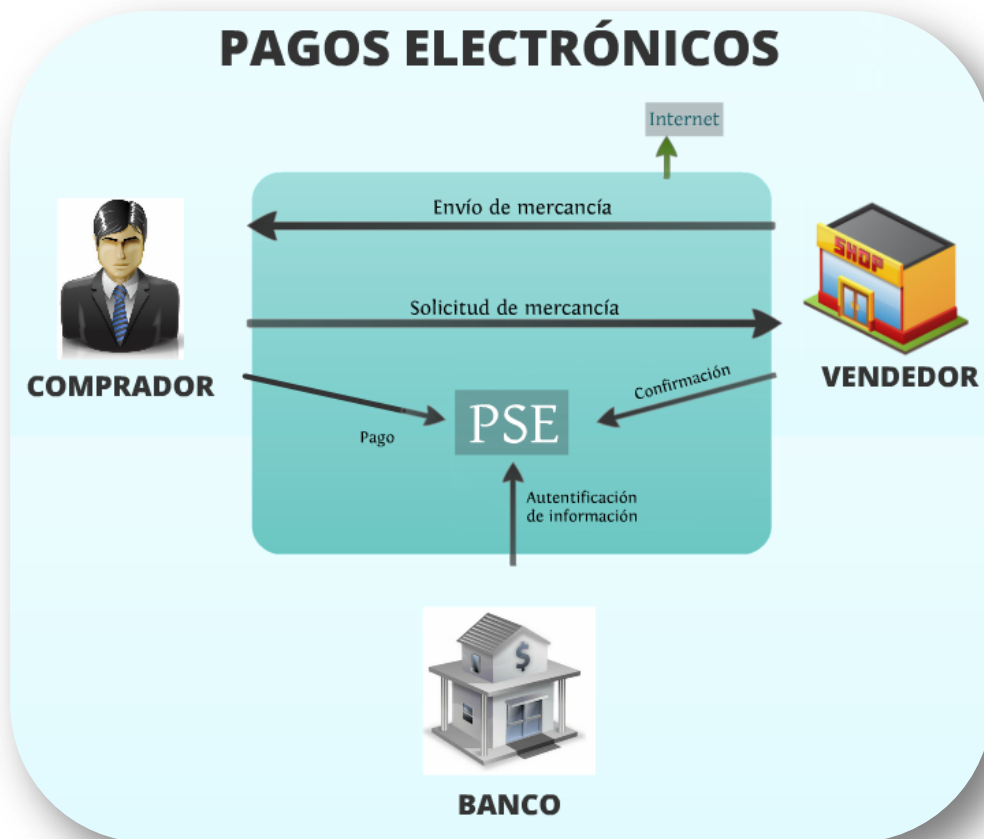 PAGOS ELECTRÓNICOS
Internet
Envío de mercancía
SHOP
Solicitud de mercancía
COMPRADOR
VENDEDOR
Confirmación
PSE
Pago
Autentificación
de información
$
BANCO